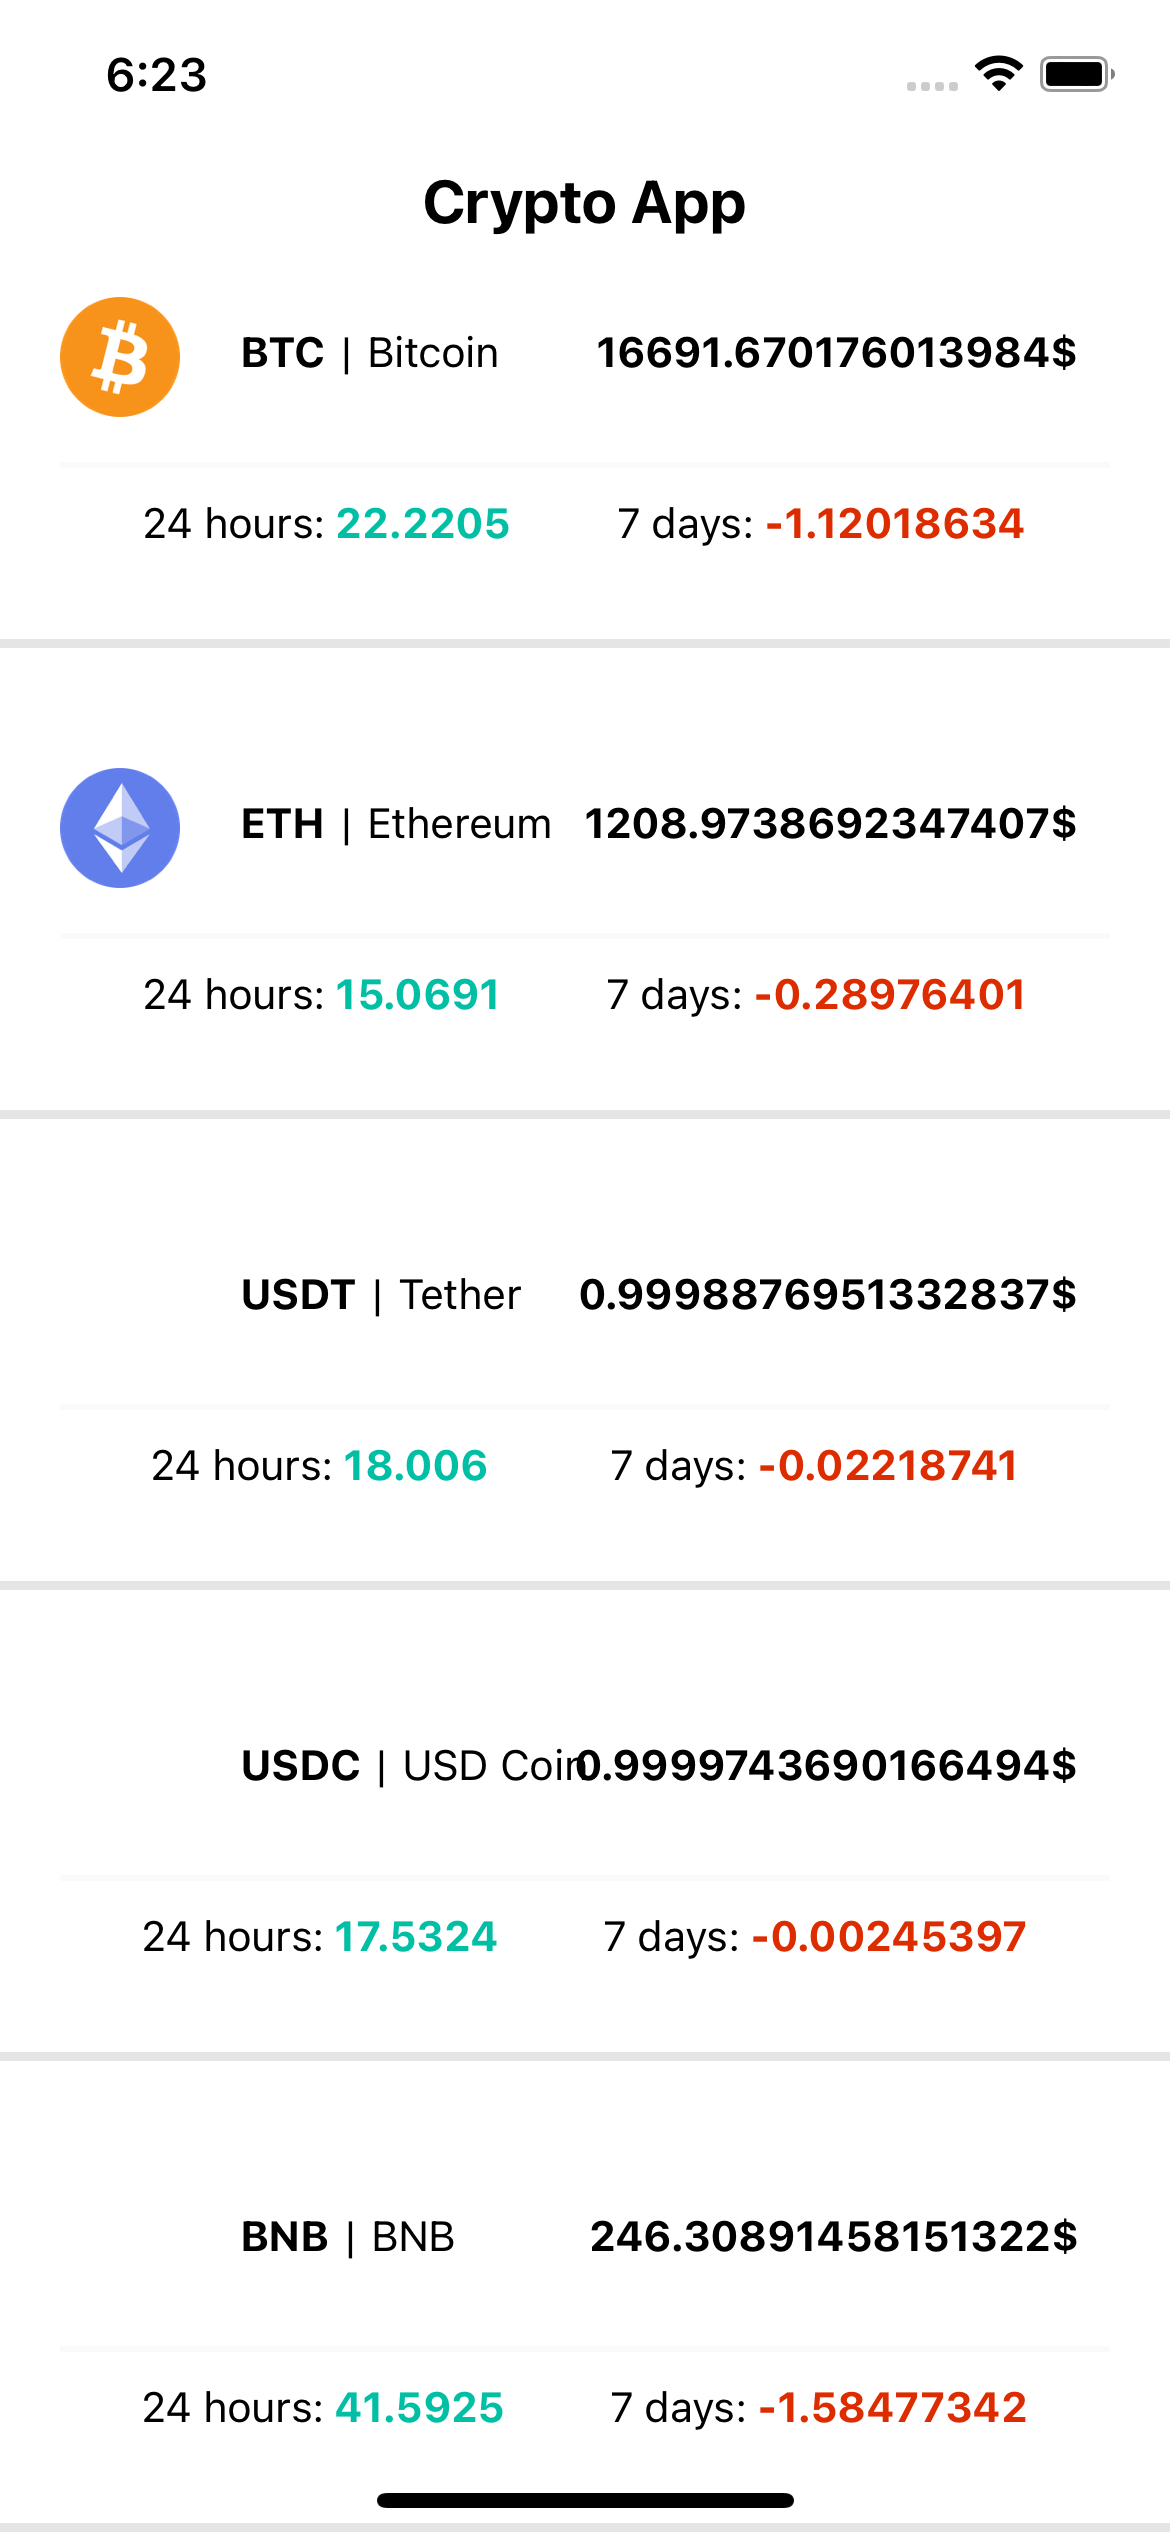 6:23
Crypto App
BTC | Bitcoin 16691.670176013984$
24 hours: 22.2205 7 days: -1.12018634
ETH | Ethereum 1208.9738692347407$
24 hours: 15.0691 7 days: -0.28976401
USDT | Tether 0.9998876951332837$
24 hours: 18.006 7 days: -0.02218741
USDC | USD Coin 0.9999743690166494$
24 hours: 17.5324 7 days: -0.00245397
BNB | BNB 246.30891458151322$
24 hours: 41.5925 7 days: -1.58477342